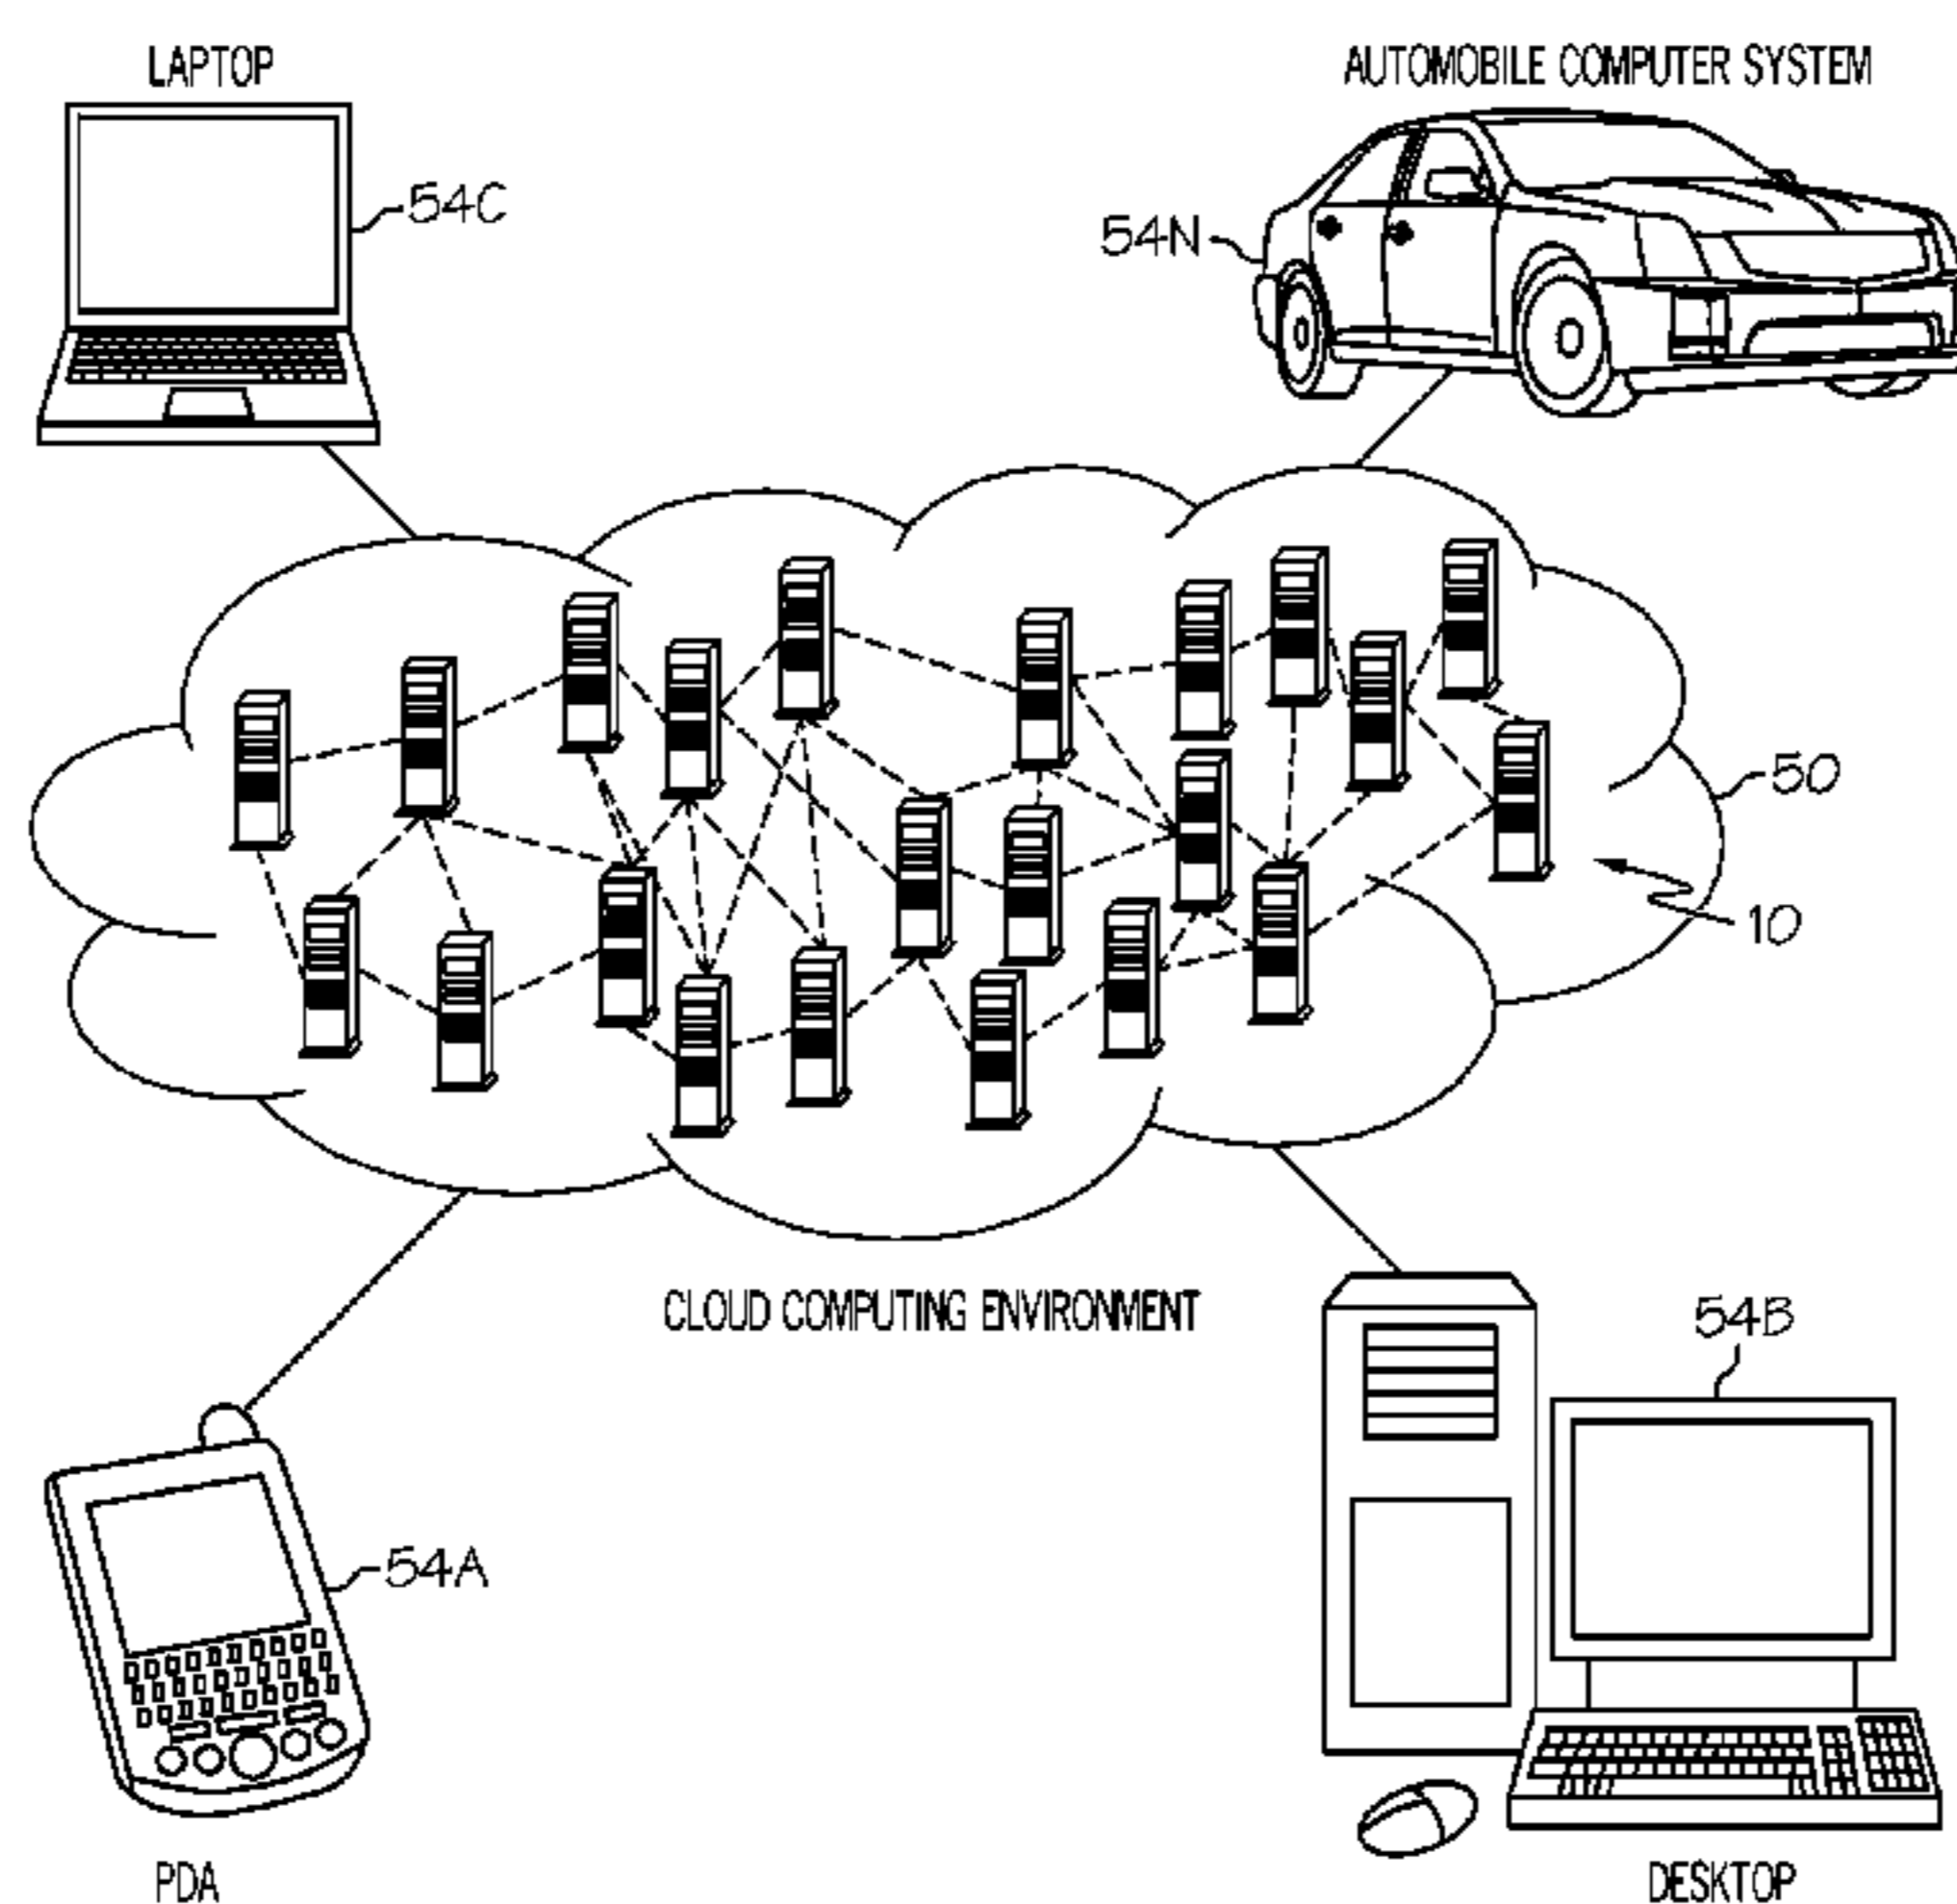 LAPTOP
AUTOMOBILE COMPUTER SYSTEM
54C
54N
50
10
CLOUD COMPUTING ENVIRONMENT
54B
54A
PDA
DESKTOP